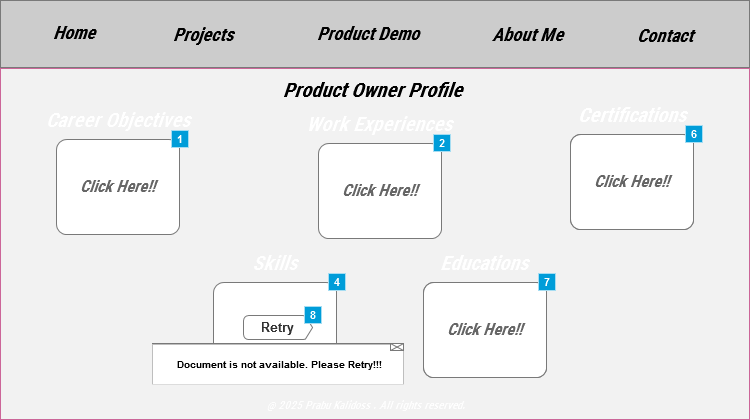 Home Projects Product Demo About Me Contact
Product Owner Profile
Career Objectives Work Experiences Certifications
1 2 6
Click Here!! Click Here!! Click Here!!
Skills Educations
4 7
8
Retry Click Here!!
Document is not available. Please Retry!!!
@ 2025 Prabu Kalidoss . All rights reserved.